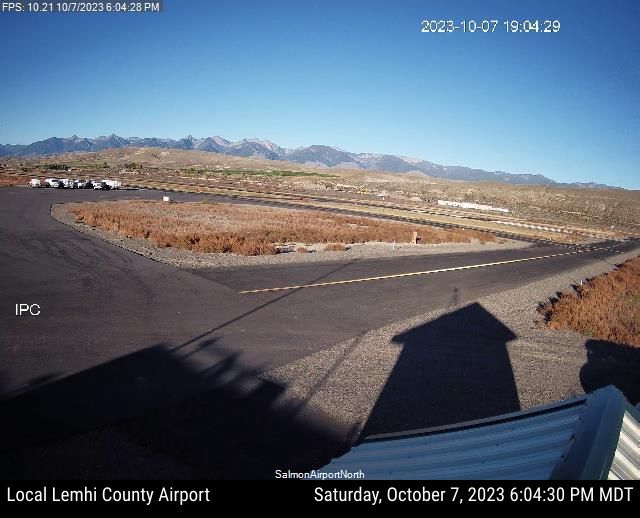 FPS: 10.21 10/7/2023 6:04:28 PM
2023-10-07 19:04:29
IPC
SalmonAirportNorth
Local Lemhi County Airport
Saturday, October 7, 2023 6:04:30 PM MDT